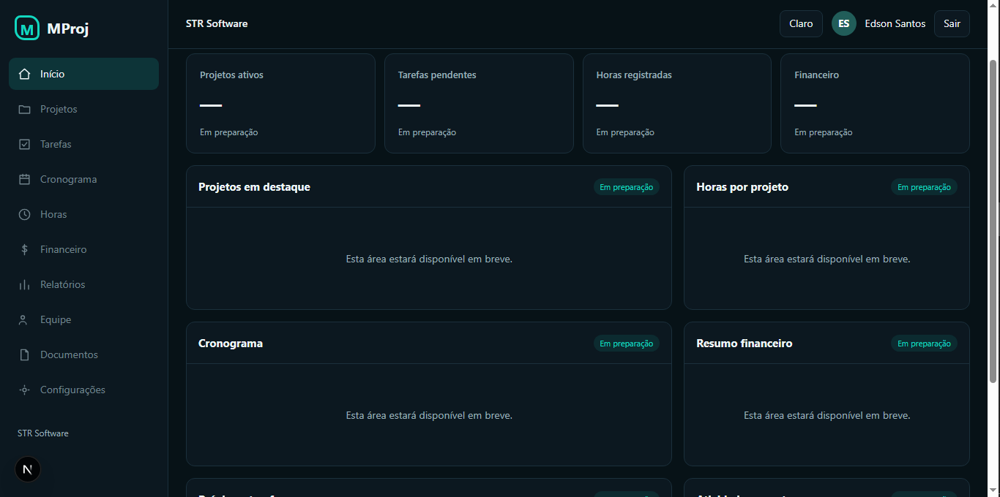 M MProj
STR Software
Claro
ES
Edson Santos
Sair
Início
Projetos
Tarefas
Cronograma
Horas
Financeiro
Relatórios
Equipe
Documentos
Configurações
STR Software
N
Projetos ativos
—
Em preparação
Tarefas pendentes
—
Em preparação
Horas registradas
—
Em preparação
Financeiro
—
Em preparação
Projetos em destaque
Em preparação
Esta área estará disponível em breve.
Horas por projeto
Em preparação
Esta área estará disponível em breve.
Cronograma
Em preparação
Esta área estará disponível em breve.
Resumo financeiro
Em preparação
Esta área estará disponível em breve.